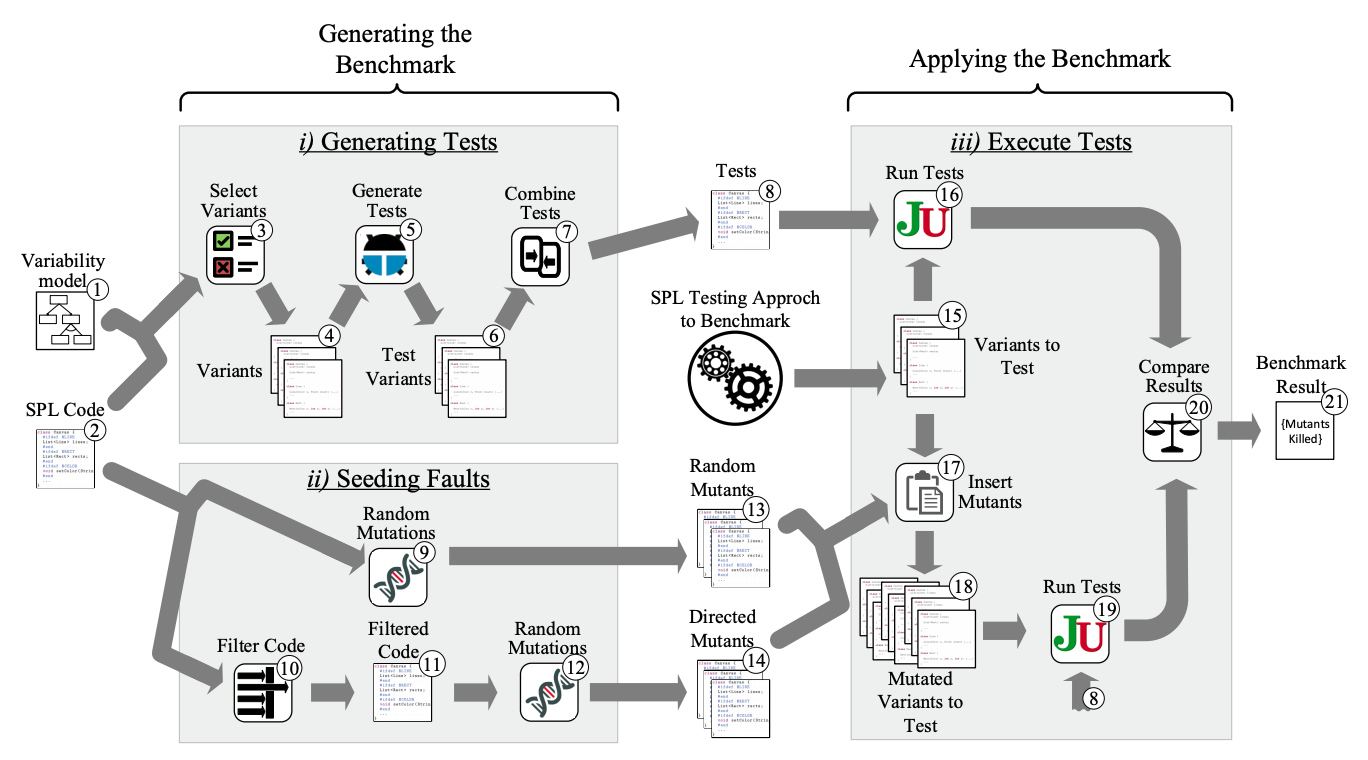 Generating the
Benchmark
Applying the Benchmark
i) Generating Tests
Select
Variants
3
Generate
Tests
5
Combine
Tests
7
4
Variants
6
Test
Variants
Variability
model
1
SPL Code
2
ii) Seeding Faults
Random
Mutations
9
Filter Code
10
Filtered
Code
11
Random
Mutations
12
Tests
8
SPL Testing Approch
to Benchmark
Random
Mutants
13
Directed
Mutants
14
iii) Execute Tests
Run Tests
16
JU
15
Variants to
Test
17
Insert
Mutants
18
Mutated
Variants to
Test
Run Tests
19
JU
8
Compare
Results
20
Benchmark
Result
21
{Mutants
Killed}